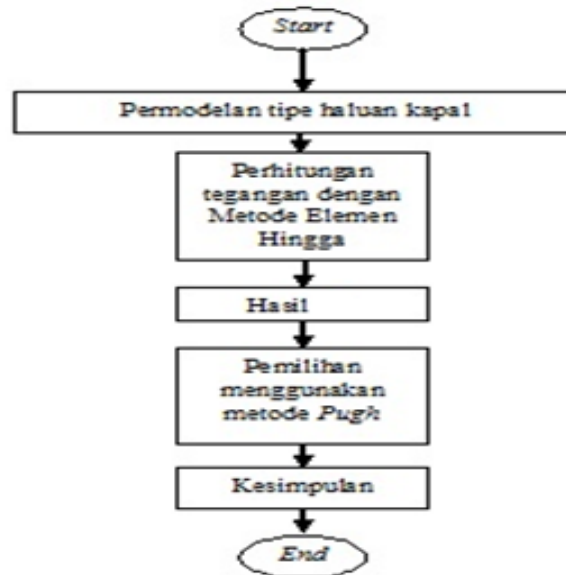 Start
Permodelan tipe haluan kapal
Perhitungan
tegangan dengan
Metode Elemen
Hingga
Hasil
Pemilihan
menggunakan
metode Pugh
Kesimpulan
End